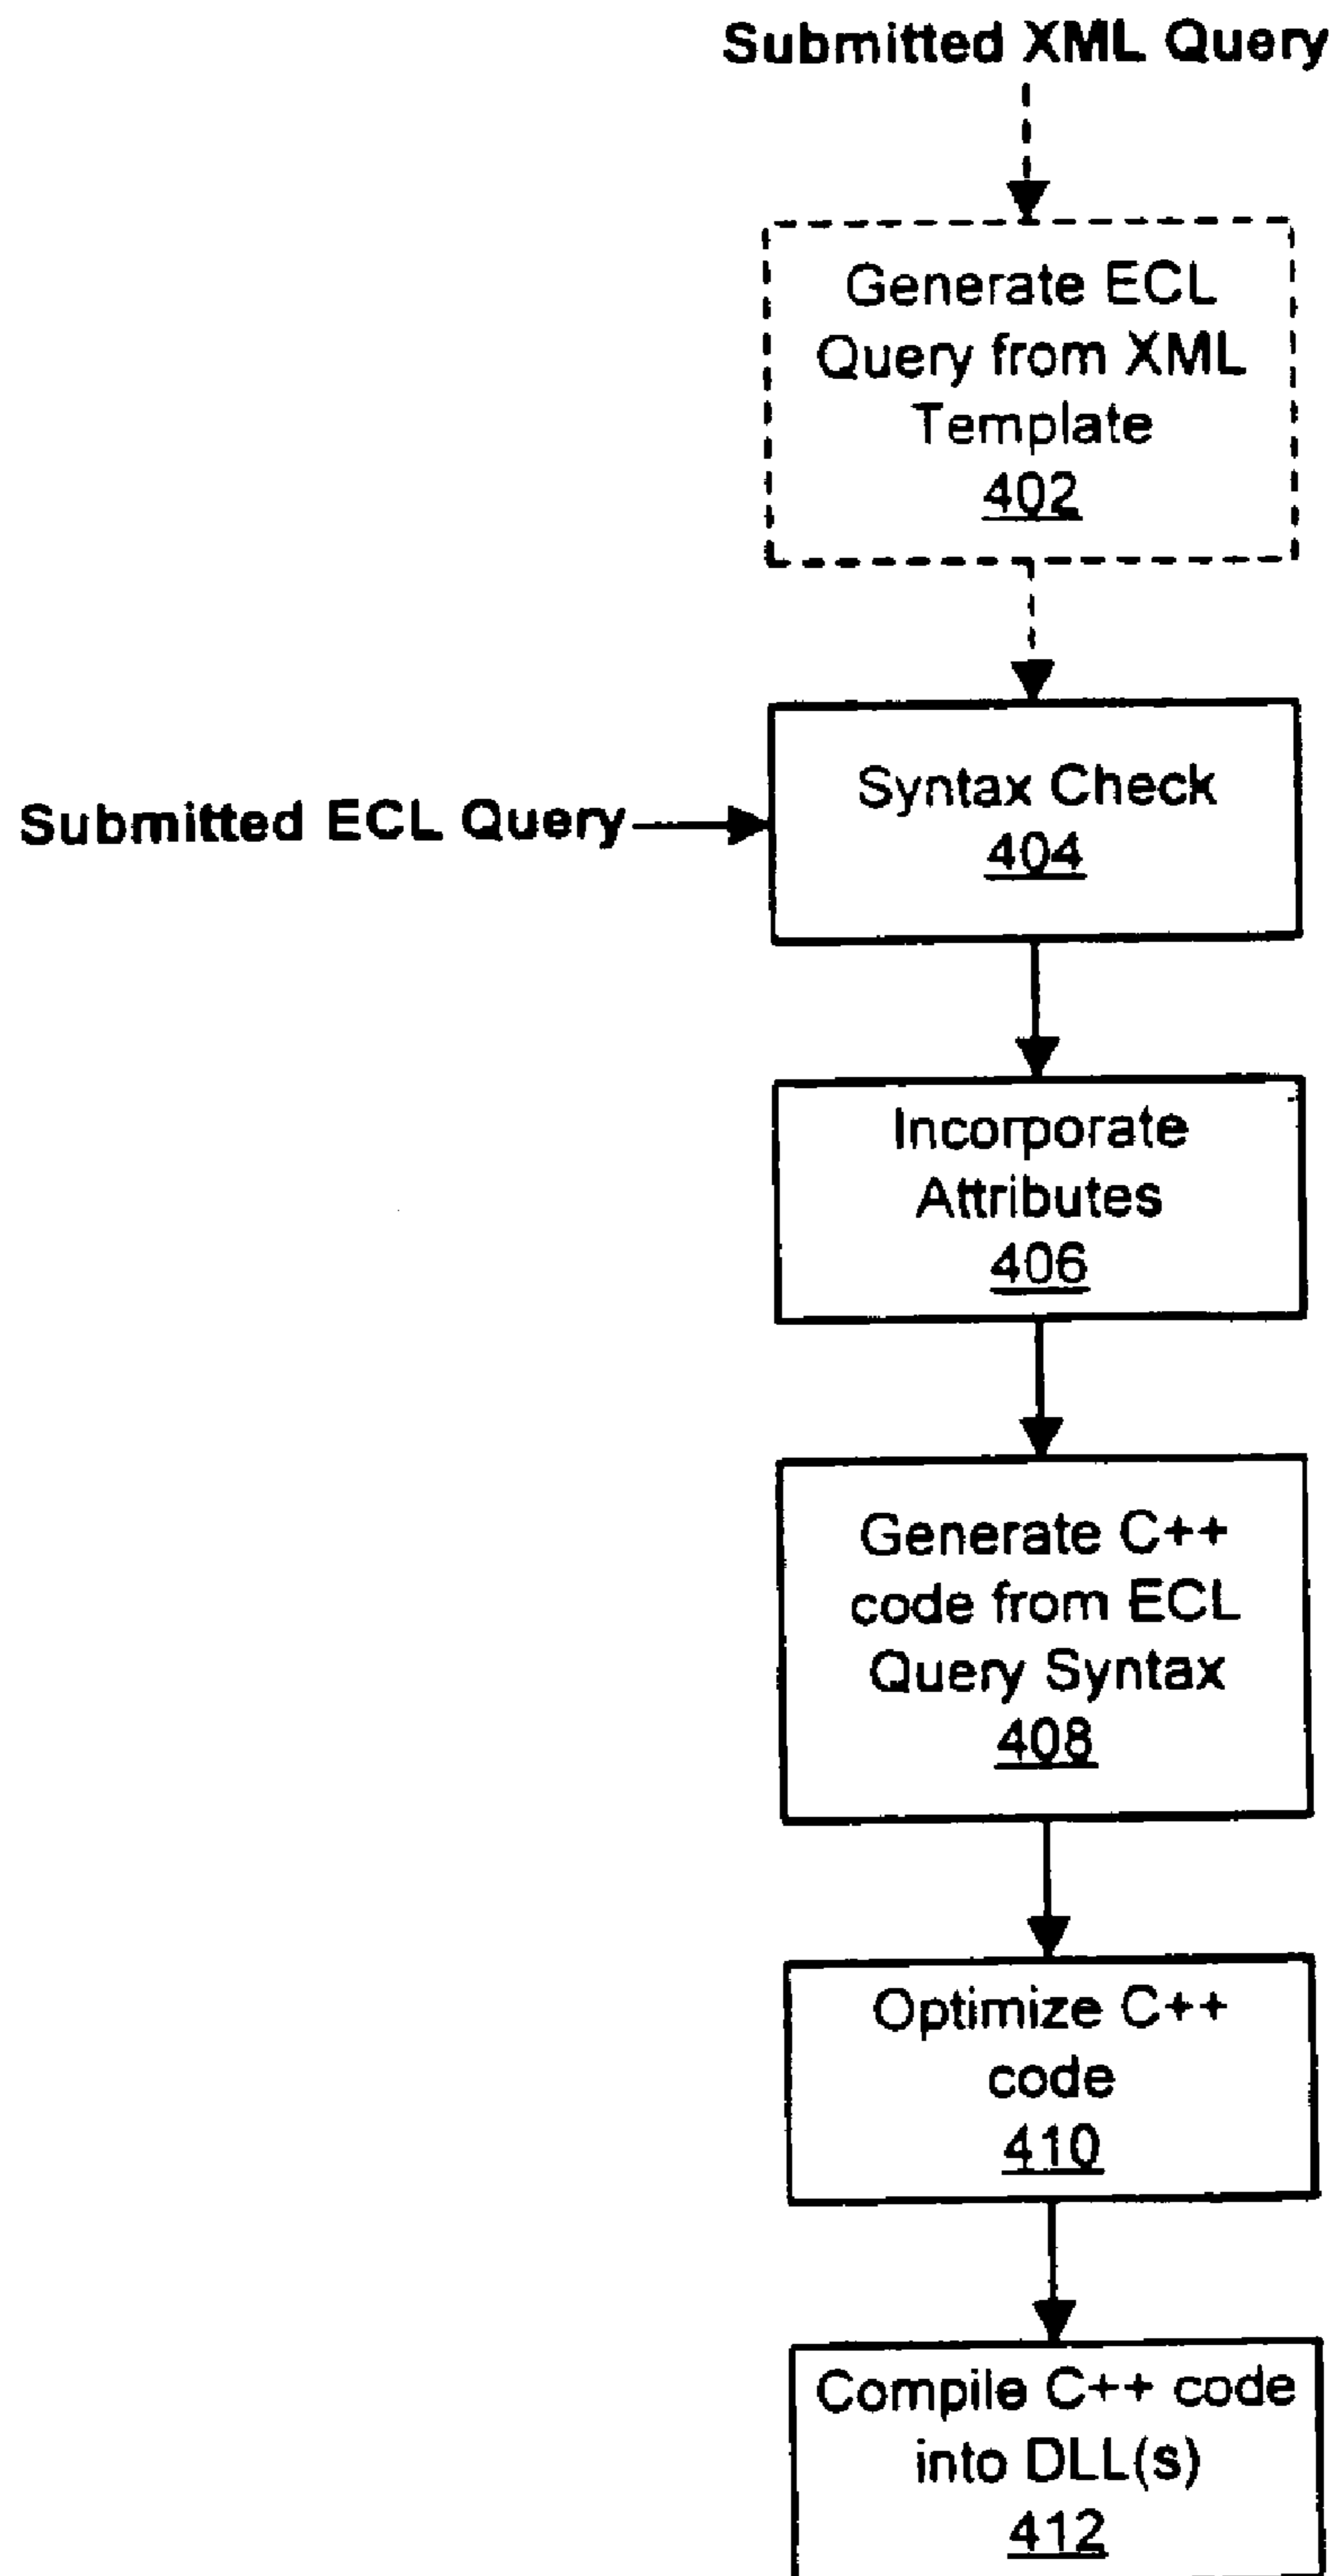 Submitted XML Query
Generate ECL
Query from XML
Template
402
Syntax Check
404
Submitted ECL Query
Incorporate
Attributes
406
Generate C++
code from ECL
Query Syntax
408
Optimize C++
code
410
Compile C++ code
into DLL(s)
412